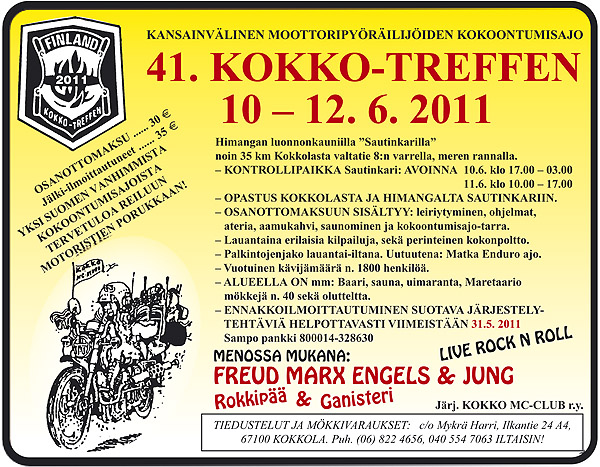 FINLAND
2011
KOKKO-TREFFEN
KANSAINVÄLINEN MOOTTORIPYÖRÄILIJÖIDEN KOKOONTUMISAJO
41. KOKKO-TREFFEN
10 – 12. 6. 2011
OSANOTTOMAKSU ...... 30 €
Jälki-ilmoittautuneet ..... 35 €
YKSI SUOMEN VANHIMMISTA
KOKOONTUMISAJOISTA
TERVETULOA REILUUN
MOTORISTIEN PORUKKAAN!
Himangan luonnonkauniilla "Sautinkarilla"
noin 35 km Kokkolasta valtatie 8:n varrella, meren rannalla.
– KONTROLLIPAIKKA Sautinkari: AVOINNA 10.6. klo 17.00 – 03.00
11.6. klo 10.00 – 17.00
– OPASTUS KOKKOLASTA JA HIMANGALTA SAUTINKARIIN.
– OSANOTTOMAKSUUN SISÄLTYY: leiriytyminen, ohjelmat,
ateria, aamukahvi, saunominen ja kokoontumisajo-tarra.
– Lauantaina erilaisia kilpailuja, sekä perinteinen kokonpoltto.
– Palkintojenjako lauantai-iltana. Uutuutena: Matka Enduro ajo.
– Vuotuinen kävijämäärä n. 1800 henkilöä.
– ALUEELLA ON mm: Baari, sauna, uimaranta, Maretaario
mökkejä n. 40 sekä olutteltta.
– ENNAKKOILMOITTAUTUMINEN SUOTAVA JÄRJESTELY-
TEHTÄVIÄ HELPOTTAVASTI VIIMEISTÄÄN 31.5. 2011
Sampo pankki 800014-328630
KOKKO
MC-CLUB
MENOSSA MUKANA:
LIVE ROCK N ROLL
FREUD MARX ENGELS & JUNG
Rokkipää & Ganisteri
Järj. KOKKO MC-CLUB r.y.
TIEDUSTELUT JA MÖKKIVARAUKSET: c/o Mykrä Harri, Ilkantie 24 A4,
67100 KOKKOLA. Puh. (06) 822 4656, 040 554 7063 ILTAISIN!